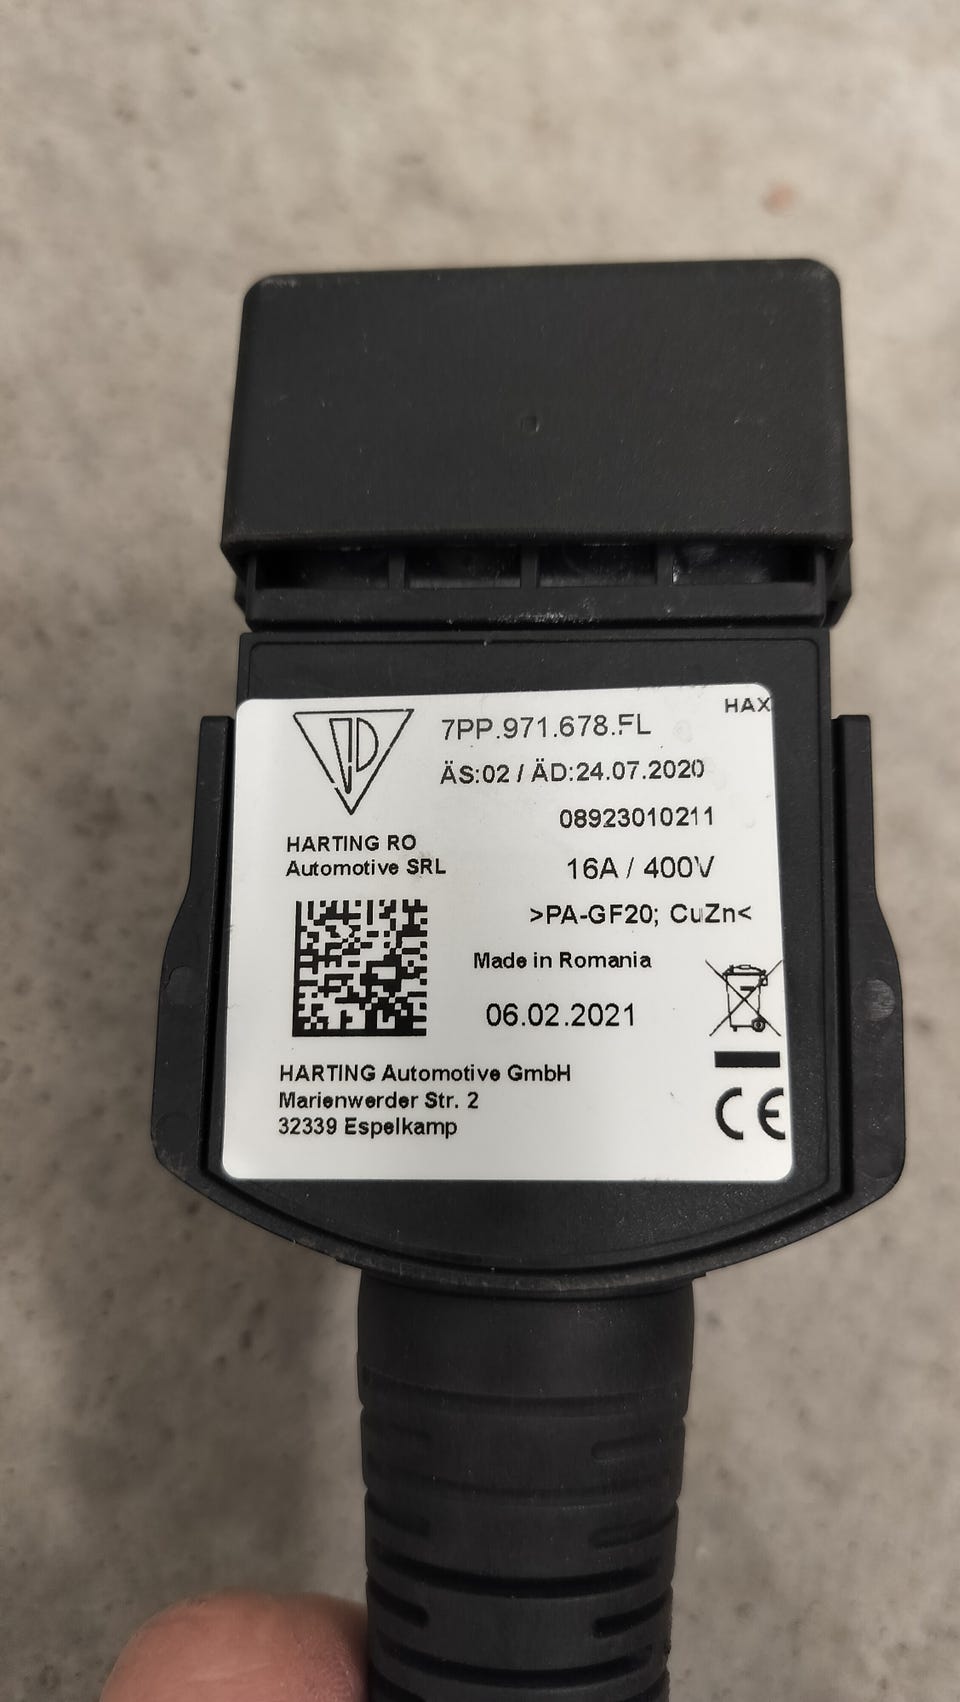 HAX
7PP.971.678.FL
ÄS:02 / ÄD:24.07.2020
08923010211
HARTING RO
Automotive SRL
16A / 400V
>PA-GF20; CuZn<
Made in Romania
06.02.2021
HARTING Automotive GmbH
Marienwerder Str. 2
32339 Espelkamp
CE